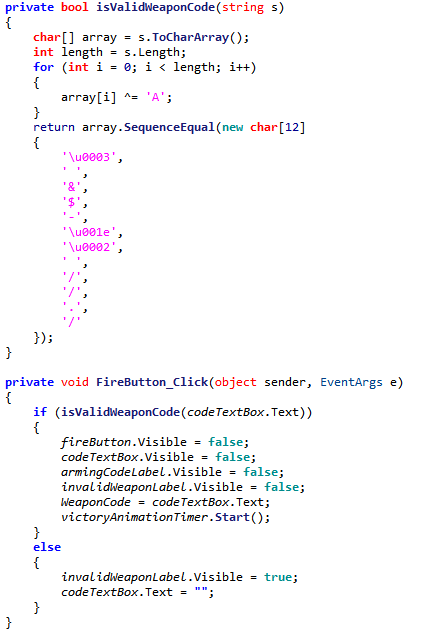 private bool isValidWeaponCode(string s)
{
    char[] array = s.ToCharArray();
    int length = s.Length;
    for (int i = 0; i < length; i++)
    {
        array[i] ^= 'A';
    }
    return array.SequenceEqual(new char[12]
    {
        '\u0003',
        ' ',
        '&',
        '$',
        '-',
        '\u001e',
        '\u0002',
        ' ',
        '/',
        '/',
        '.',
        '/'
    });
}
private void FireButton_Click(object sender, EventArgs e)
{
    if (isValidWeaponCode(codeTextBox.Text))
    {
        fireButton.Visible = false;
        codeTextBox.Visible = false;
        armingCodeLabel.Visible = false;
        invalidWeaponLabel.Visible = false;
        WeaponCode = codeTextBox.Text;
        victoryAnimationTimer.Start();
    }
    else
    {
        invalidWeaponLabel.Visible = true;
        codeTextBox.Text = "";
    }
}